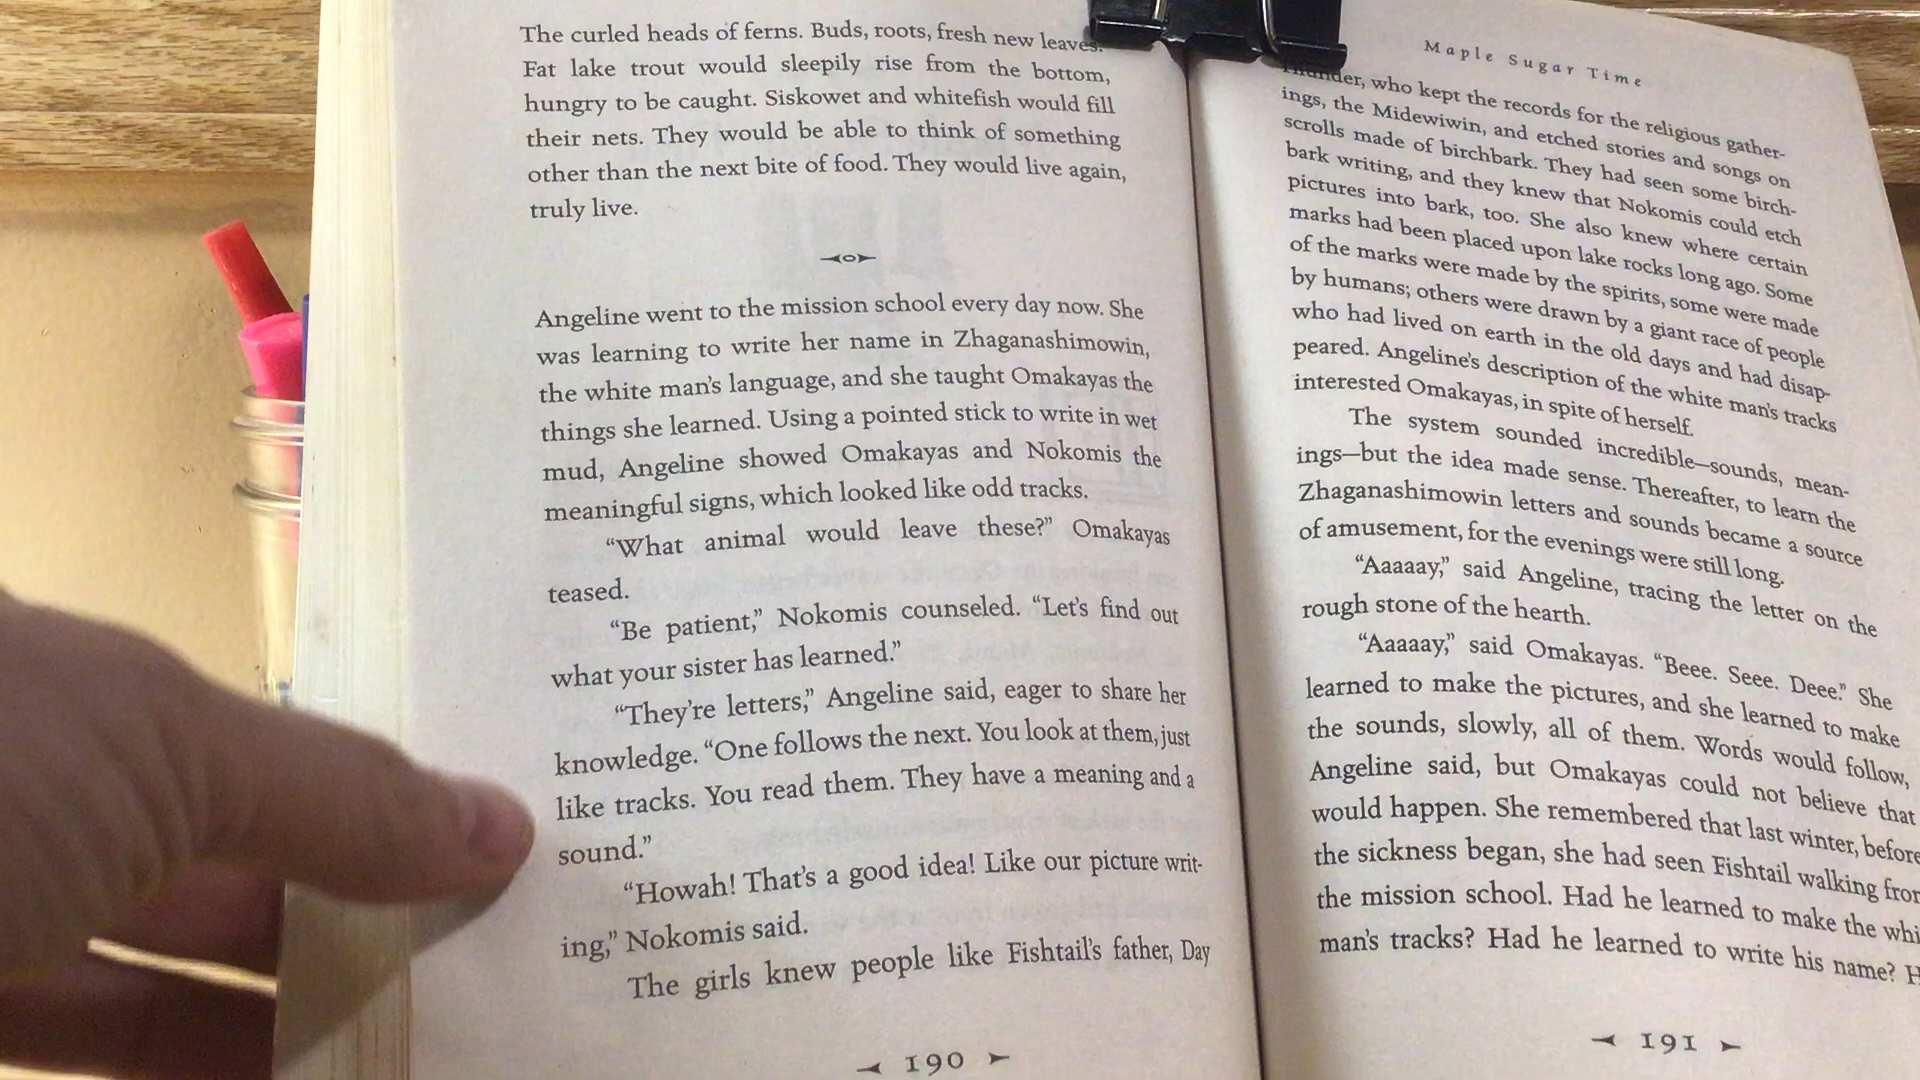 The curled heads of ferns. Buds, roots, fresh new leaves.
Fat lake trout would sleepily rise from the bottom,
hungry to be caught. Siskowet and whitefish would fill
their nets. They would be able to think of something
other than the next bite of food. They would live again,
truly live.
Angeline went to the mission school every day now. She
was learning to write her name in Zhaganashimowin,
the white man's language, and she taught Omakayas the
things she learned. Using a pointed stick to write in wet
mud, Angeline showed Omakayas and Nokomis the
meaningful signs, which looked like odd tracks.
“What animal would leave these?” Omakayas
teased.
“Be patient,” Nokomis counseled. “Let's find out
what your sister has learned.”
“They're letters,” Angeline said, eager to share her
knowledge. “One follows the next. You look at them, just
like tracks. You read them. They have a meaning and a
sound.”
“Howah! That's a good idea! Like our picture writ-
ing,” Nokomis said.
The girls knew people like Fishtail's father, Day
190
Maple Sugar Time
Thunder, who kept the records for the religious gather-
ings, the Midewiwin, and etched stories and songs on
scrolls made of birchbark. They had seen some birch-
bark writing, and they knew that Nokomis could etch
pictures into bark, too. She also knew where certain
marks had been placed upon lake rocks long ago. Some
of the marks were made by the spirits, some were made
by humans; others were drawn by a giant race of people
who had lived on earth in the old days and had disap-
peared. Angeline's description of the white man's tracks
interested Omakayas, in spite of herself.
The system sounded incredible—sounds, mean-
ings—but the idea made sense. Thereafter, to learn the
Zhaganashimowin letters and sounds became a source
of amusement, for the evenings were still long.
“Aaaaay,” said Angeline, tracing the letter on the
rough stone of the hearth.
“Aaaaay,” said Omakayas. “Beee. Seee. Deee.” She
learned to make the pictures, and she learned to make
the sounds, slowly, all of them. Words would follow,
Angeline said, but Omakayas could not believe that
would happen. She remembered that last winter, before
the sickness began, she had seen Fishtail walking from
the mission school. Had he learned to make the whi
man's tracks? Had he learned to write his name? H
191